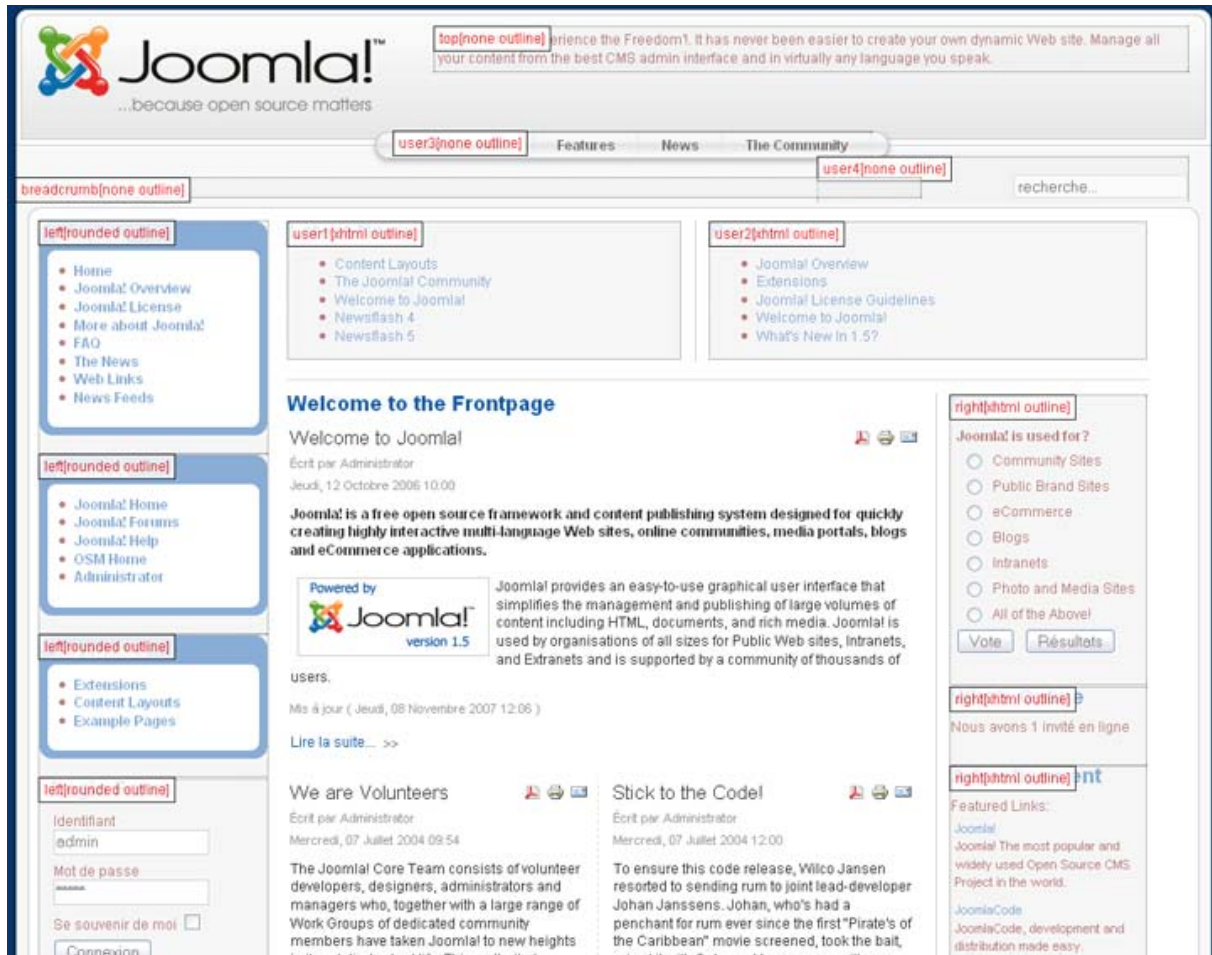 Joomla!™
...because open source matters
top[none outline] erience the Freedom!. It has never been easier to create your own dynamic Web site. Manage all
your content from the best CMS admin interface and in virtually any language you speak.
user3[none outline] Features News The Community
user4[none outline]
breadcrumb[none outline]
recherche...
left[rounded outline]
Home
Joomla! Overview
Joomla! License
More about Joomla!
FAQ
The News
Web Links
News Feeds
user1[xhtml outline]
Content Layouts
The Joomla! Community
Welcome to Joomla!
Newsflash 4
Newsflash 5
user2[xhtml outline]
Joomla! Overview
Extensions
Joomla! License Guidelines
Welcome to Joomla!
What's New In 1.5?
left[rounded outline]
Joomla! Home
Joomla! Forums
Joomla! Help
OSM Home
Administrator
left[rounded outline]
Extensions
Content Layouts
Example Pages
left[rounded outline]
Identifiant
admin
Mot de passe
*****
Se souvenir de moi
Connexion
Welcome to the Frontpage
Welcome to Joomla!
Écrit par Administrator
Jeudi, 12 Octobre 2006 10:00
Joomla! is a free open source framework and content publishing system designed for quickly
creating highly interactive multi-language Web sites, online communities, media portals, blogs
and eCommerce applications.
Powered by
Joomla!™
version 1.5
Joomla! provides an easy-to-use graphical user interface that
simplifies the management and publishing of large volumes of
content including HTML, documents, and rich media. Joomla! is
used by organisations of all sizes for Public Web sites, Intranets,
and Extranets and is supported by a community of thousands of
users.
Mis à jour ( Jeudi, 08 Novembre 2007 12:06 )
Lire la suite... >>
We are Volunteers
Écrit par Administrator
Mercredi, 07 Juillet 2004 09:54
The Joomla! Core Team consists of volunteer
developers, designers, administrators and
managers who, together with a large range of
Work Groups of dedicated community
members have taken Joomla! to new heights
Stick to the Code!
Écrit par Administrator
Mercredi, 07 Juillet 2004 12:00
To ensure this code release, Wilco Jansen
resorted to sending rum to joint lead-developer
Johan Janssens. Johan, who's had a
penchant for rum ever since the first "Pirate's of
the Caribbean" movie screened, took the bait,
right[xhtml outline]
Joomla! is used for?
Community Sites
Public Brand Sites
eCommerce
Blogs
Intranets
Photo and Media Sites
All of the Above!
Vote Résultats
right[xhtml outline] e
Nous avons 1 invité en ligne
right[xhtml outline] ent
Featured Links:
Joomla!
Joomla! The most popular and
widely used Open Source CMS
Project in the world.
JoomlaCode
JoomlaCode, development and
distribution made easy.